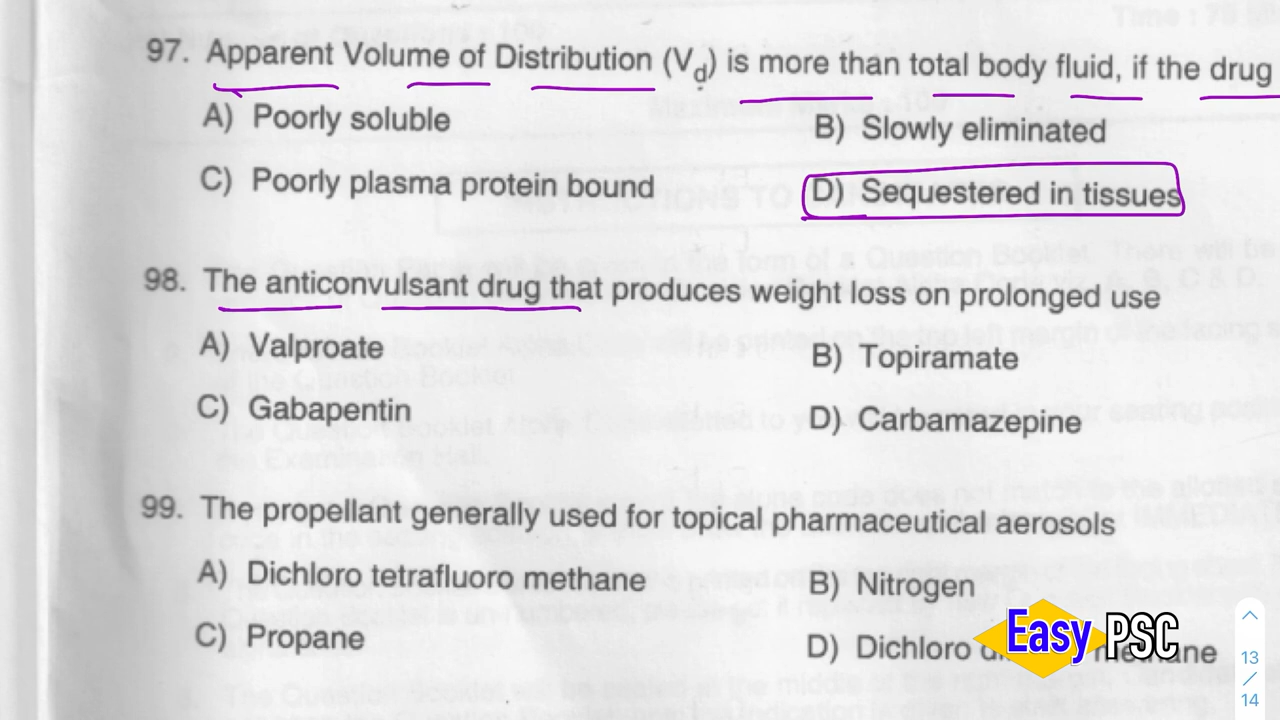 97. Apparent Volume of Distribution (Vd) is more than total body fluid, if the drug
A) Poorly soluble B) Slowly eliminated
C) Poorly plasma protein bound D) Sequestered in tissues
98. The anticonvulsant drug that produces weight loss on prolonged use
A) Valproate B) Topiramate
C) Gabapentin D) Carbamazepine
99. The propellant generally used for topical pharmaceutical aerosols
A) Dichloro tetrafluoro methane B) Nitrogen
C) Propane D) Dichloro methane
Easy PSC
13
/
14